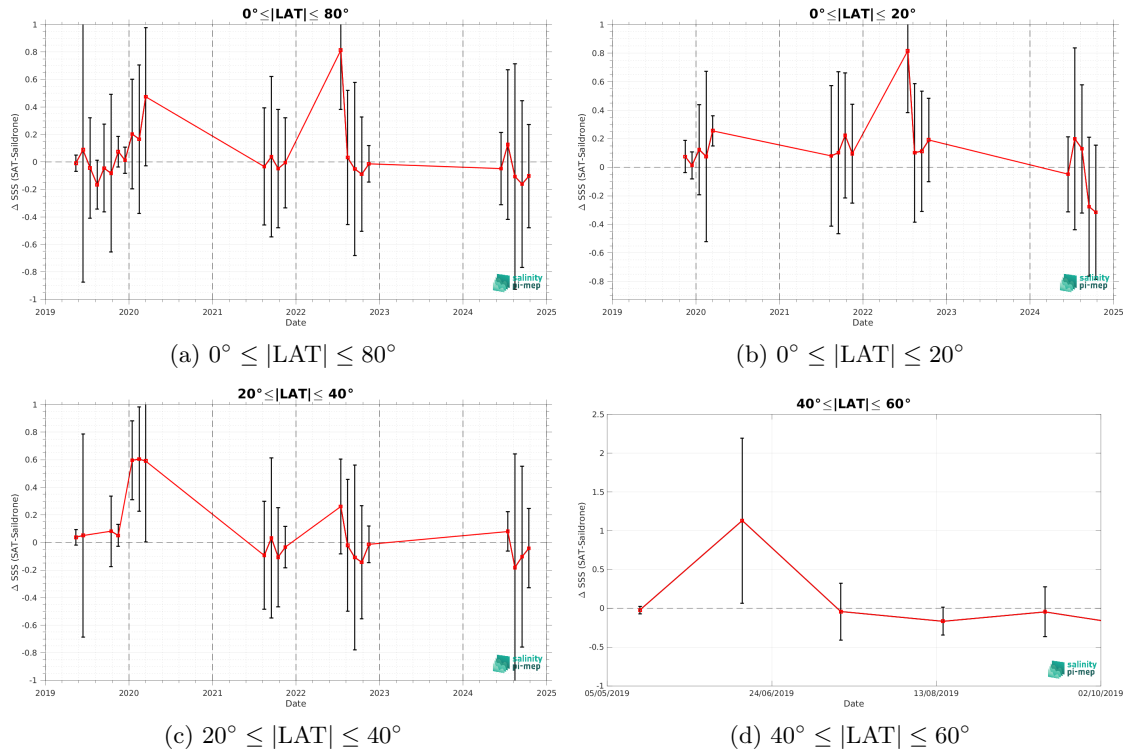 0°≤|LAT|≤ 80°
Δ SSS (SAT-Saildrone)
1
0.8
0.6
0.4
0.2
0
-0.2
-0.4
-0.6
-0.8
-1
2019 2020 2021 2022 2023 2024 2025
Date
salinity
pi-mep
(a) 0° ≤ |LAT| ≤ 80°
0°≤|LAT|≤ 20°
Δ SSS (SAT-Saildrone)
1
0.8
0.6
0.4
0.2
0
-0.2
-0.4
-0.6
-0.8
2019 2020 2021 2022 2023 2024 2025
Date
salinity
pi-mep
(b) 0° ≤ |LAT| ≤ 20°
20°≤|LAT|≤ 40°
Δ SSS (SAT-Saildrone)
1
0.8
0.6
0.4
0.2
0
-0.2
-0.4
-0.6
-0.8
-1
2019 2020 2021 2022 2023 2024 2025
Date
salinity
pi-mep
(c) 20° ≤ |LAT| ≤ 40°
40°≤|LAT|≤ 60°
Δ SSS (SAT-Saildrone)
2.5
2
1.5
1
0.5
0
-0.5
-1
05/05/2019 24/06/2019 13/08/2019 02/10/2019
Date
salinity
pi-mep
(d) 40° ≤ |LAT| ≤ 60°